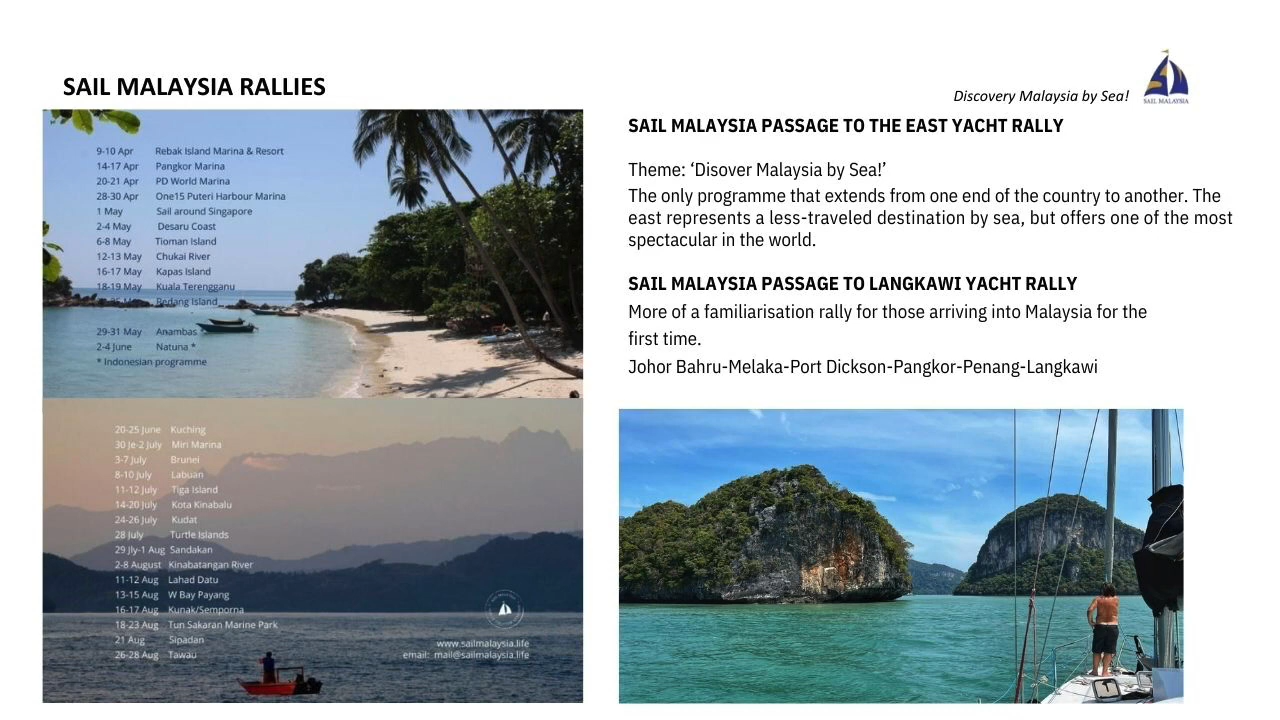 SAIL MALAYSIA RALLIES
Discovery Malaysia by Sea!
SAIL MALAYSIA
9-10 Apr Rebak Island Marina & Resort
14-17 Apr Pangkor Marina
20-21 Apr PD World Marina
28-30 Apr One15 Puteri Harbour Marina
1 May Sail around Singapore
2-4 May Desaru Coast
6-8 May Tioman Island
12-13 May Chukai River
16-17 May Kapas Island
18-19 May Kuala Terengganu
May Redang Island
29-31 May Anambas
2-4 June Natuna *
* Indonesian programme
20-25 June Kuching
30 Je-2 July Miri Marina
3-7 July Brunei
8-10 July Labuan
11-12 July Tiga Island
14-20 July Kota Kinabalu
24-26 July Kudat
28 July Turtle Islands
29 Jly-1 Aug Sandakan
2-8 August Kinabatangan River
11-12 Aug Lahad Datu
13-15 Aug W Bay Payang
16-17 Aug Kunak/Semporna
18-23 Aug Tun Sakaran Marine Park
21 Aug Sipadan
26-28 Aug Tawau
www.sailmalaysia.life
email: mail@sailmalaysia.life
SAIL MALAYSIA PASSAGE TO THE EAST YACHT RALLY
Theme: ‘Disover Malaysia by Sea!’
The only programme that extends from one end of the country to another. The
east represents a less-traveled destination by sea, but offers one of the most
spectacular in the world.
SAIL MALAYSIA PASSAGE TO LANGKAWI YACHT RALLY
More of a familiarisation rally for those arriving into Malaysia for the
first time.
Johor Bahru-Melaka-Port Dickson-Pangkor-Penang-Langkawi